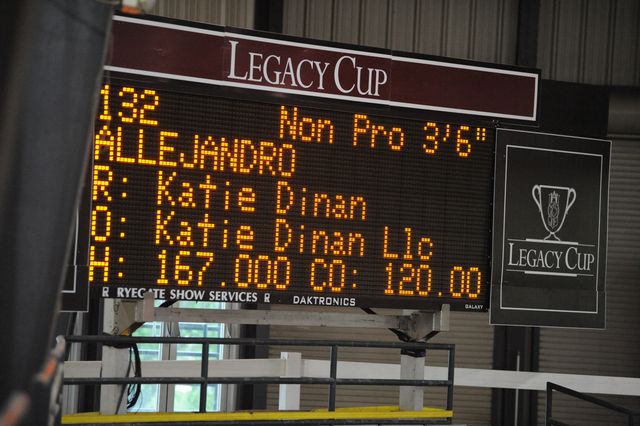 LEGACY CUP
132 Non Pro 3'6"
ALLEJANDRO
R: Katie Dinan
O: Katie Dinan Llc
H: 167.000 CO: 120.00
R RYEGATE SHOW SERVICES R DAKTRONICS GALAXY
LEGACY CUP